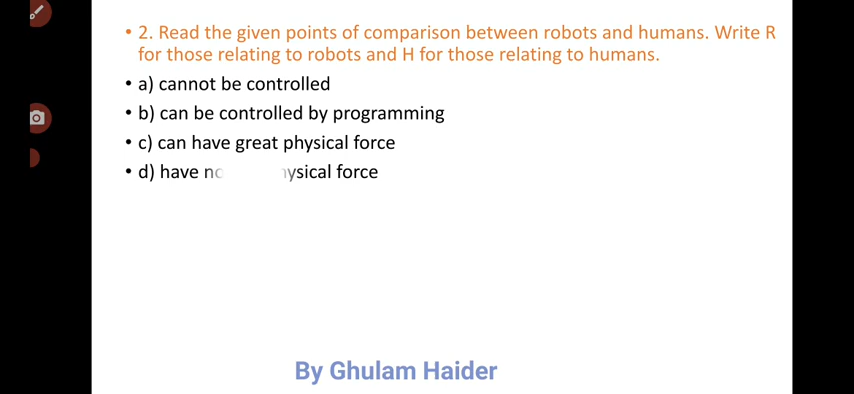 • 2. Read the given points of comparison between robots and humans. Write R
for those relating to robots and H for those relating to humans.
• a) cannot be controlled
• b) can be controlled by programming
• c) can have great physical force
• d) have force
By Ghulam Haider